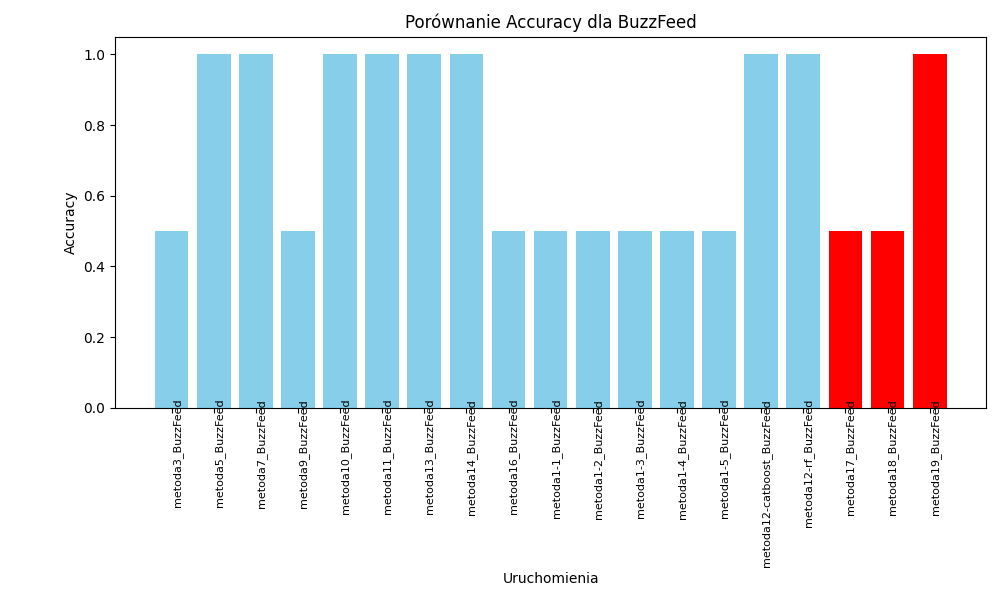 Porównanie Accuracy dla BuzzFeed
1.0
0.8
0.6
0.4
0.2
0.0
Accuracy
metoda3_BuzzFeed
metoda5_BuzzFeed
metoda7_BuzzFeed
metoda9_BuzzFeed
metoda10_BuzzFeed
metoda11_BuzzFeed
metoda13_BuzzFeed
metoda14_BuzzFeed
metoda16_BuzzFeed
metoda1-1_BuzzFeed
metoda1-2_BuzzFeed
metoda1-3_BuzzFeed
metoda1-4_BuzzFeed
metoda1-5_BuzzFeed
metoda12-catboost_BuzzFeed
metoda12-rf_BuzzFeed
metoda17_BuzzFeed
metoda18_BuzzFeed
metoda19_BuzzFeed
Uruchomienia